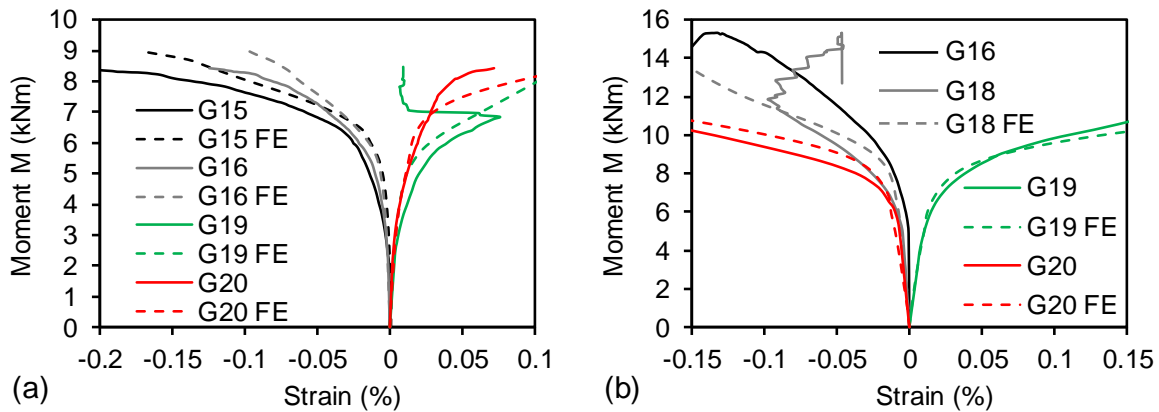 Moment M (kNm)
10
9
8
7
6
5
4
3
2
1
0
G15
G15 FE
G16
G16 FE
G19
G19 FE
G20
G20 FE
-0.2
-0.15
-0.1
-0.05
0
0.05
0.1
(a)
Strain (%)
Moment M (kNm)
16
14
12
10
8
6
4
2
0
G16
G18
G18 FE
G19
G19 FE
G20
G20 FE
-0.15
-0.1
-0.05
0
0.05
0.1
0.15
(b)
Strain (%)